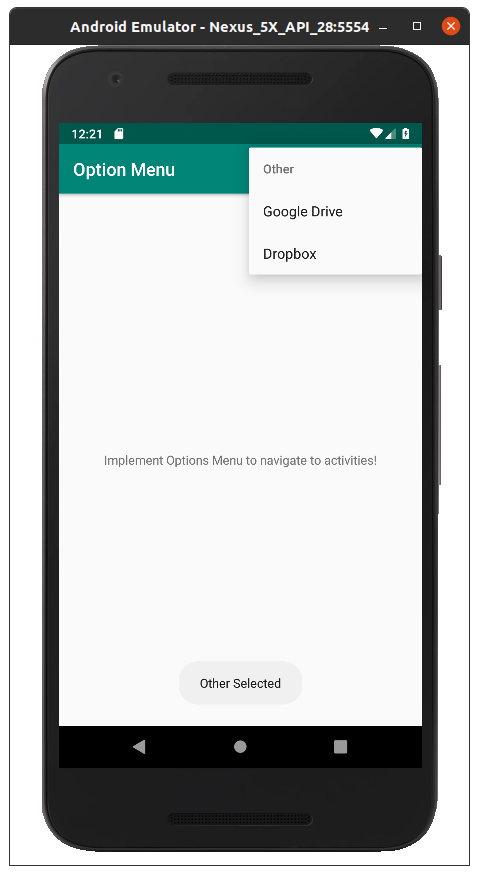 Android Emulator - Nexus_5X_API_28:5554
12:21
Option Menu
Other
Google Drive
Dropbox
Implement Options Menu to navigate to activities!
Other Selected